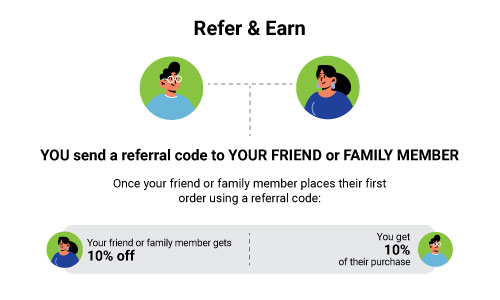 Refer & Earn
YOU send a referral code to YOUR FRIEND or FAMILY MEMBER
Once your friend or family member places their first
order using a referral code:
Your friend or family member gets
10% off
You get
10%
of their purchase